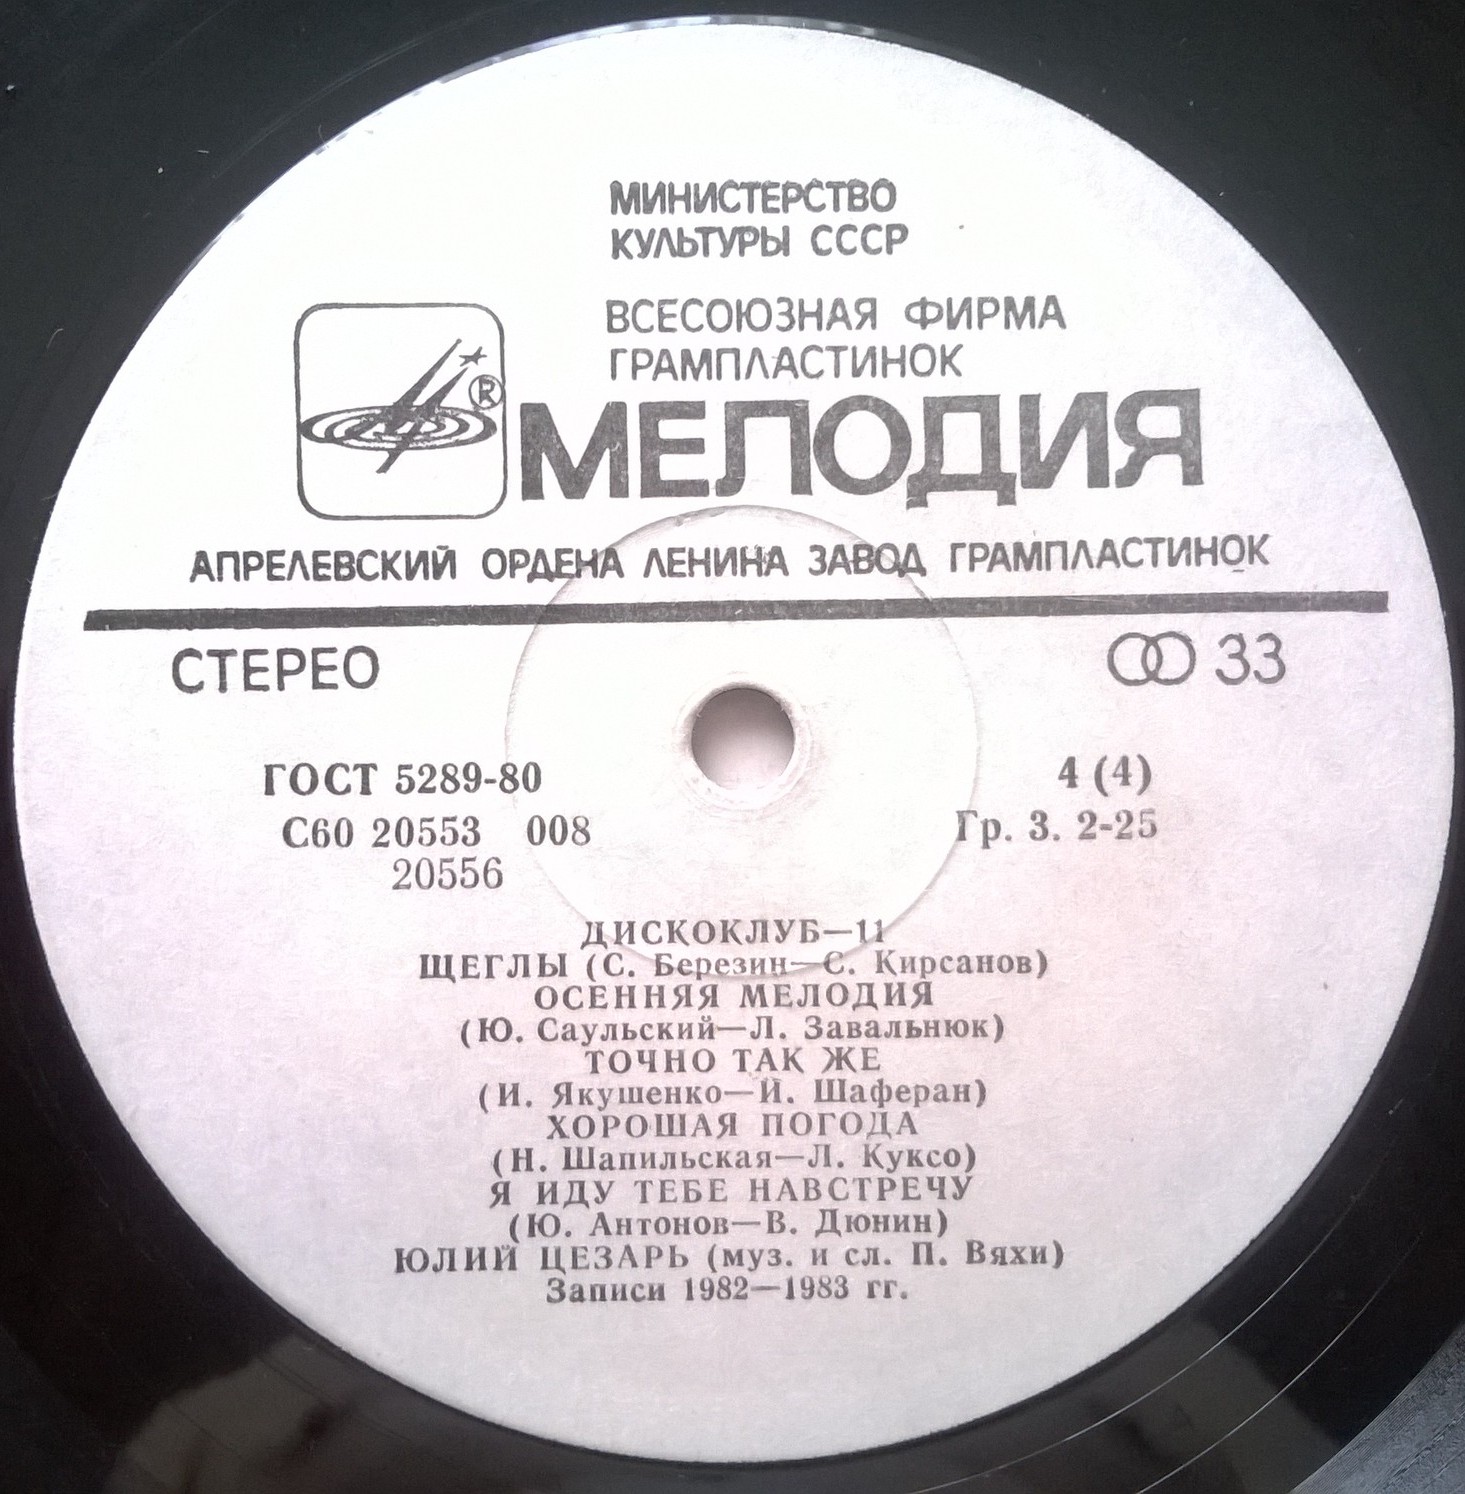 МИНИСТЕРСТВО
КУЛЬТУРЫ СССР
ВСЕСОЮЗНАЯ ФИРМА
ГРАМПЛАСТИНОК
®
МЕЛОДИЯ
АПРЕЛЕВСКИЙ ОРДЕНА ЛЕНИНА ЗАВОД ГРАМПЛАСТИНОК
СТЕРЕО 33
ГОСТ 5289-80 4 (4)
С60 20553 008 Гр. 3. 2-25
20556
ДИСКОКЛУБ—11
ЩЕГЛЫ (С. Березин—С. Кирсанов)
ОСЕННЯЯ МЕЛОДИЯ
(Ю. Саульский—Л. Завальнюк)
ТОЧНО ТАК ЖЕ
(И. Якушенко—И. Шаферан)
ХОРОШАЯ ПОГОДА
(Н. Шапильская—Л. Куксо)
Я ИДУ ТЕБЕ НАВСТРЕЧУ
(Ю. Антонов—В. Дюнин)
ЮЛИЙ ЦЕЗАРЬ (муз. и сл. П. Вяхи)
Записи 1982—1983 гг.